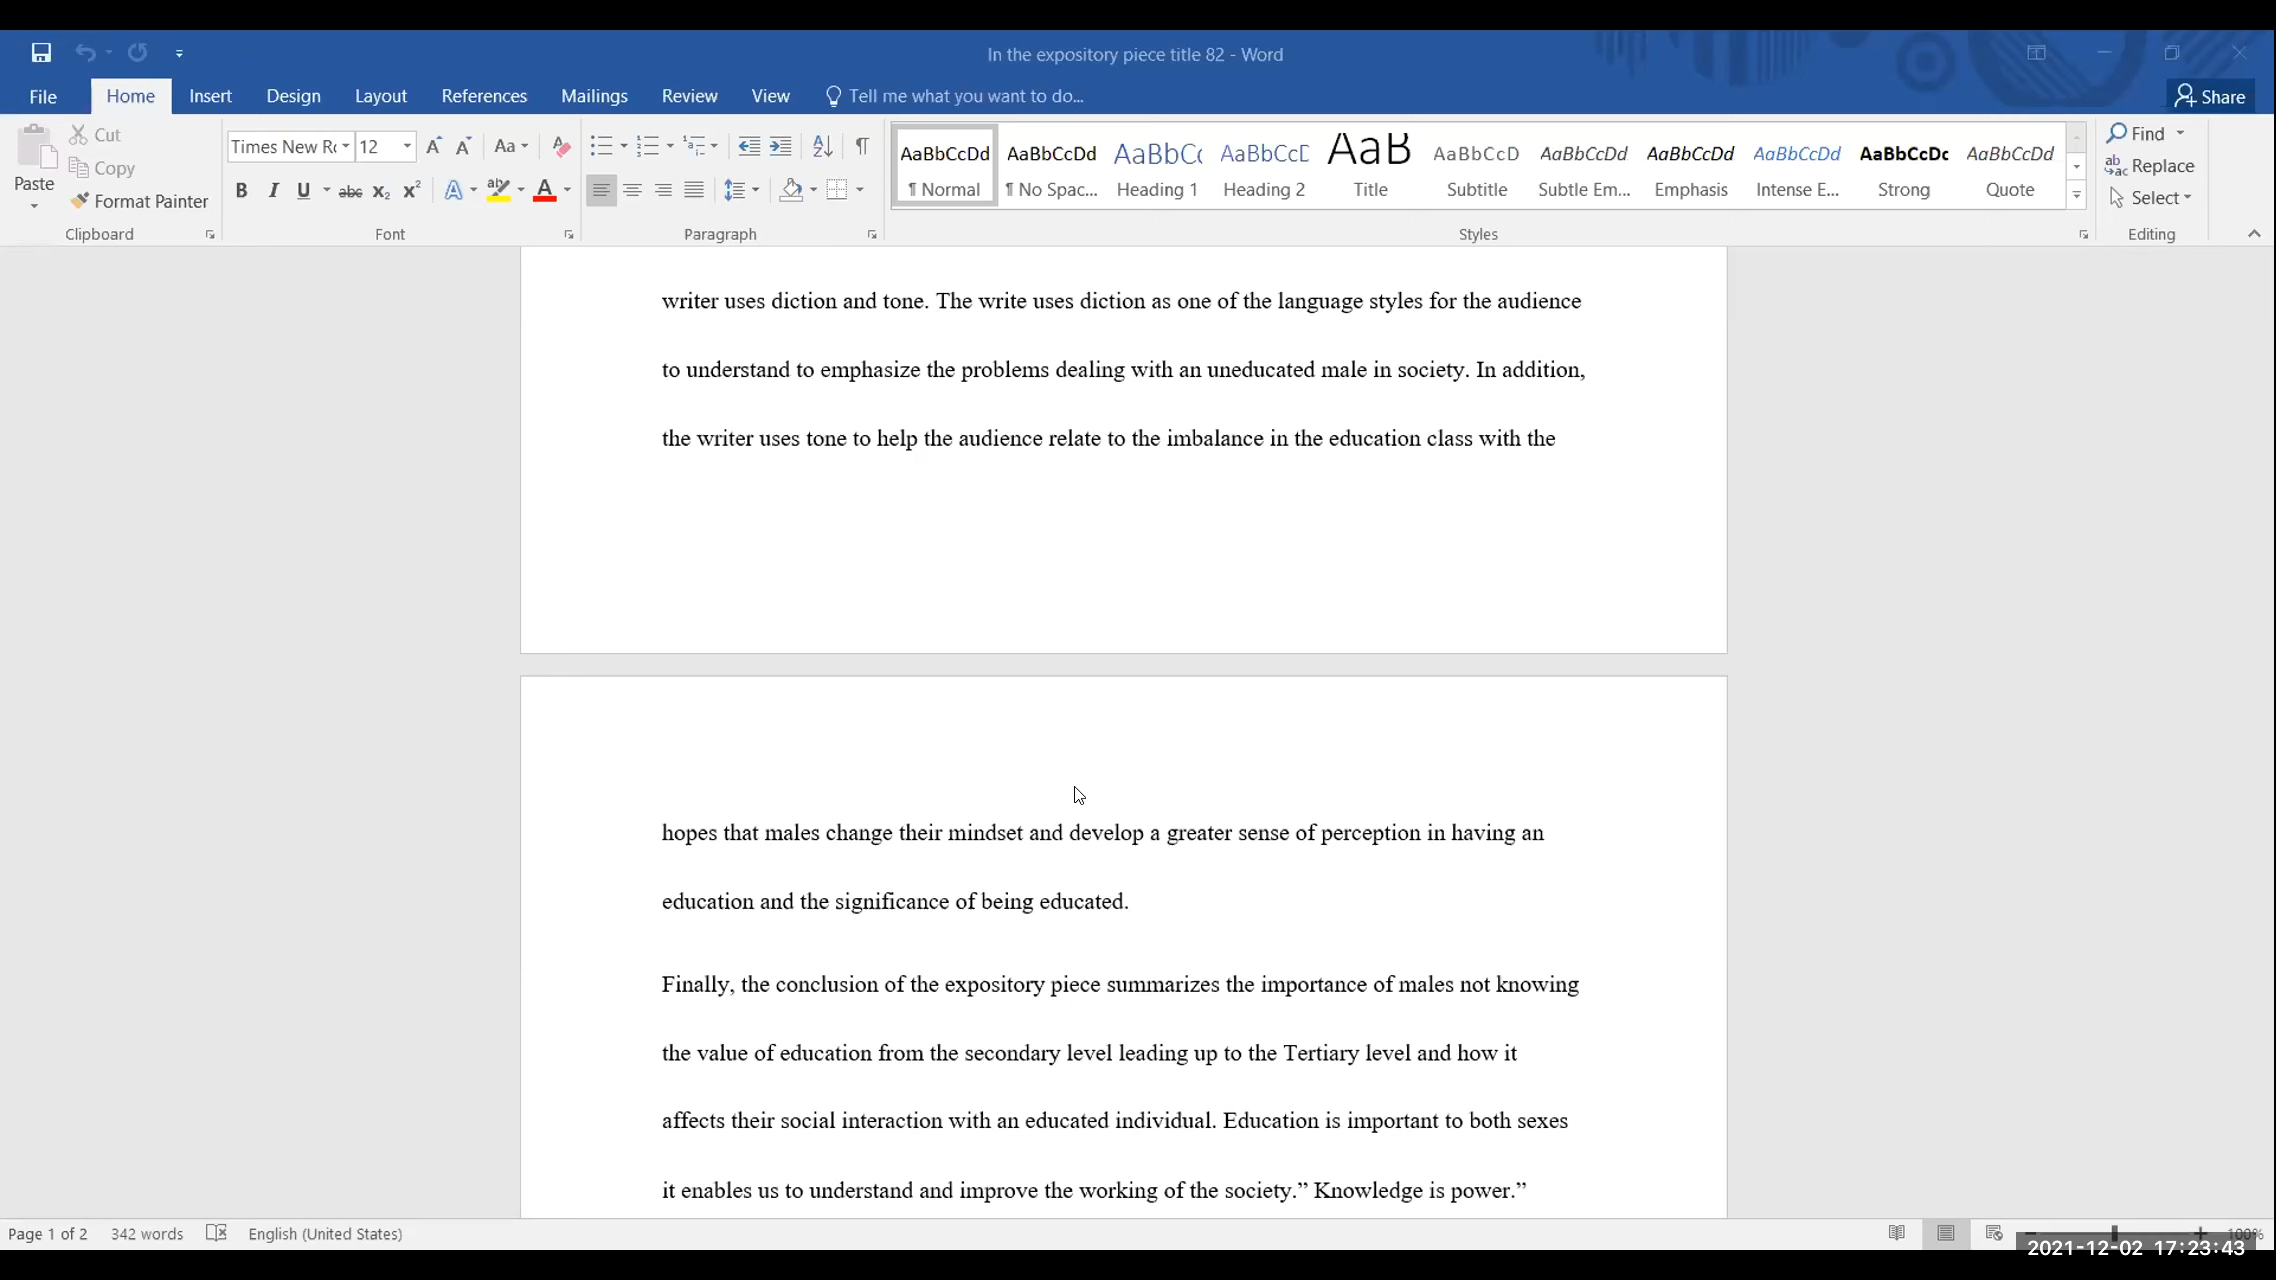 In the expository piece title 82 - Word
File Home Insert Design Layout References Mailings Review View Tell me what you want to do... Share
Paste Cut Copy Format Painter
Clipboard
Times New Ro 12
Font
Paragraph
AaBbCcDd AaBbCcDd AaBbCc AaBbCcD AaB AaBbCcD AaBbCcDd AaBbCcDd AaBbCcDd AaBbCcDc AaBbCcDd
¶ Normal ¶ No Spac... Heading 1 Heading 2 Title Subtitle Subtle Em... Emphasis Intense E... Strong Quote
Styles
Find
Replace
Select
Editing
writer uses diction and tone. The write uses diction as one of the language styles for the audience
to understand to emphasize the problems dealing with an uneducated male in society. In addition,
the writer uses tone to help the audience relate to the imbalance in the education class with the
hopes that males change their mindset and develop a greater sense of perception in having an
education and the significance of being educated.
Finally, the conclusion of the expository piece summarizes the importance of males not knowing
the value of education from the secondary level leading up to the Tertiary level and how it
affects their social interaction with an educated individual. Education is important to both sexes
it enables us to understand and improve the working of the society.” Knowledge is power.”
Page 1 of 2 342 words English (United States) 100%
2021-12-02 17:23:43